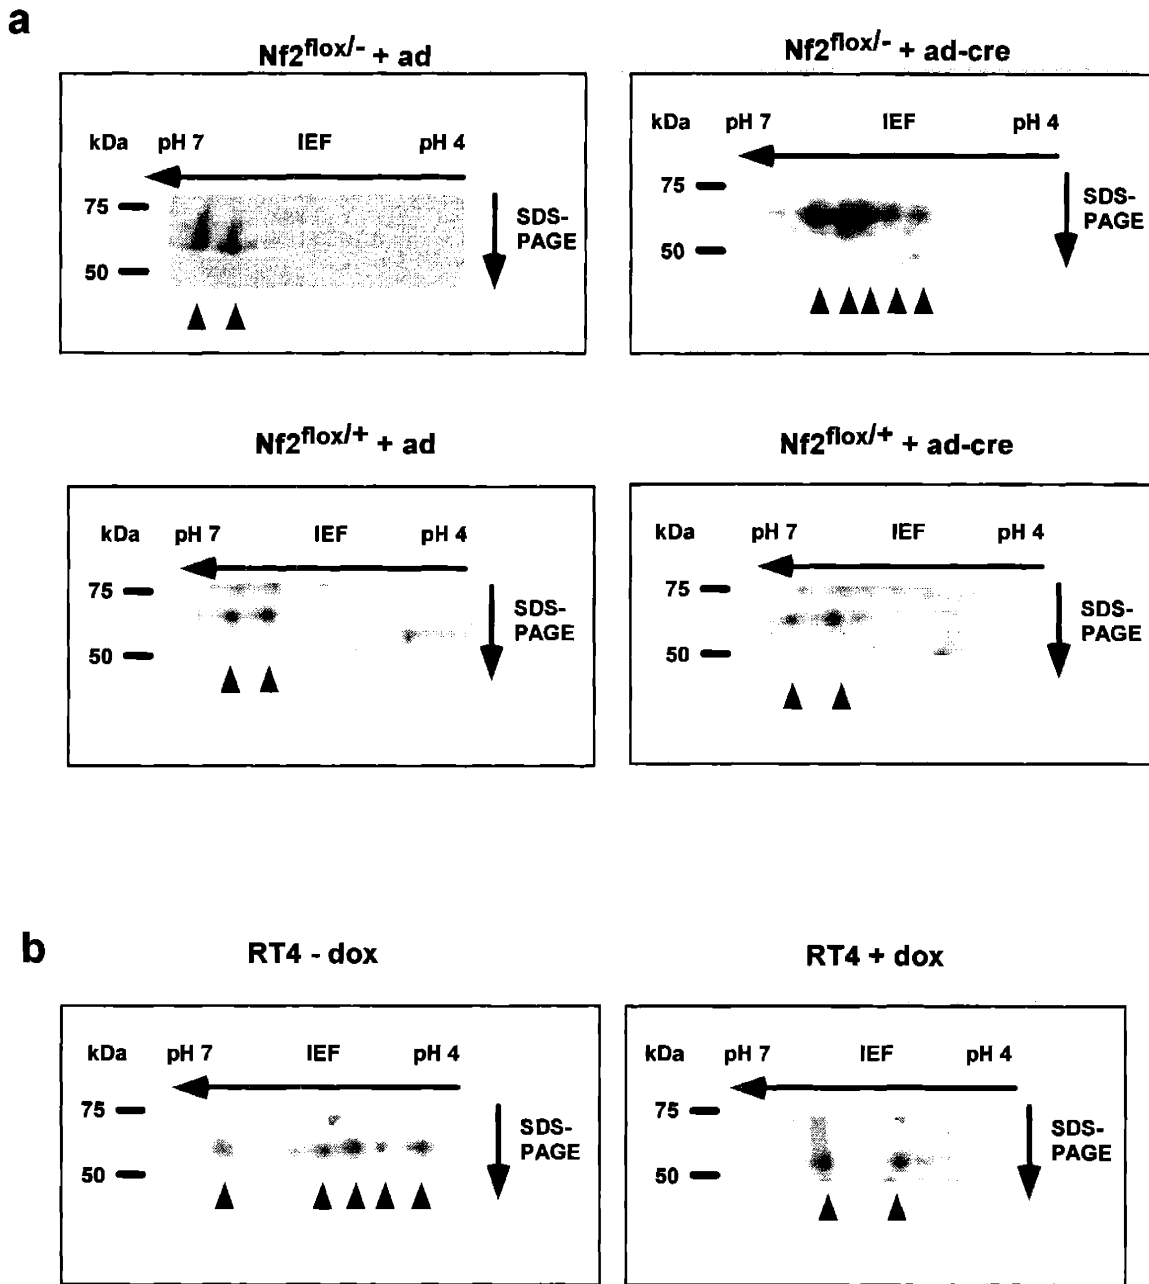 a
Nf2flox/- + ad
kDa pH 7 IEF pH 4
75
50
SDS-
PAGE
Nf2flox/- + ad-cre
kDa pH 7 IEF pH 4
75
50
SDS-
PAGE
Nf2flox/+ + ad
kDa pH 7 IEF pH 4
75
50
SDS-
PAGE
Nf2flox/+ + ad-cre
kDa pH 7 IEF pH 4
75
50
SDS-
PAGE
b
RT4 - dox
kDa pH 7 IEF pH 4
75
50
SDS-
PAGE
RT4 + dox
kDa pH 7 IEF pH 4
75
50
SDS-
PAGE